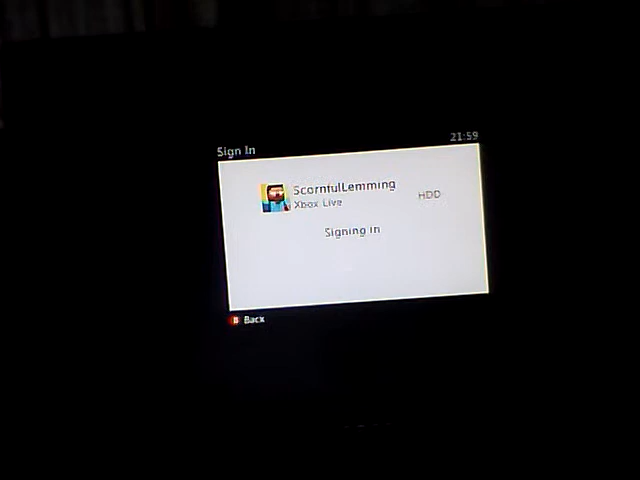 Sign In
21:59
ScornfulLemming
Xbox Live
HDD
Signing in
B Back